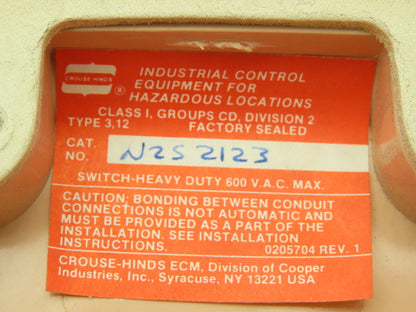 CROUSE-HINDS
®
INDUSTRIAL CONTROL
EQUIPMENT FOR
HAZARDOUS LOCATIONS
CLASS I, GROUPS CD, DIVISION 2
TYPE 3,12 FACTORY SEALED
CAT.
NO. N2S2123
SWITCH-HEAVY DUTY 600 V.A.C. MAX.
CAUTION: BONDING BETWEEN CONDUIT
CONNECTIONS IS NOT AUTOMATIC AND
MUST BE PROVIDED AS A PART OF THE
INSTALLATION. SEE INSTALLATION
INSTRUCTIONS. 0205704 REV. 1
CROUSE-HINDS ECM, Division of Cooper
Industries, Inc., Syracuse, NY 13221 USA